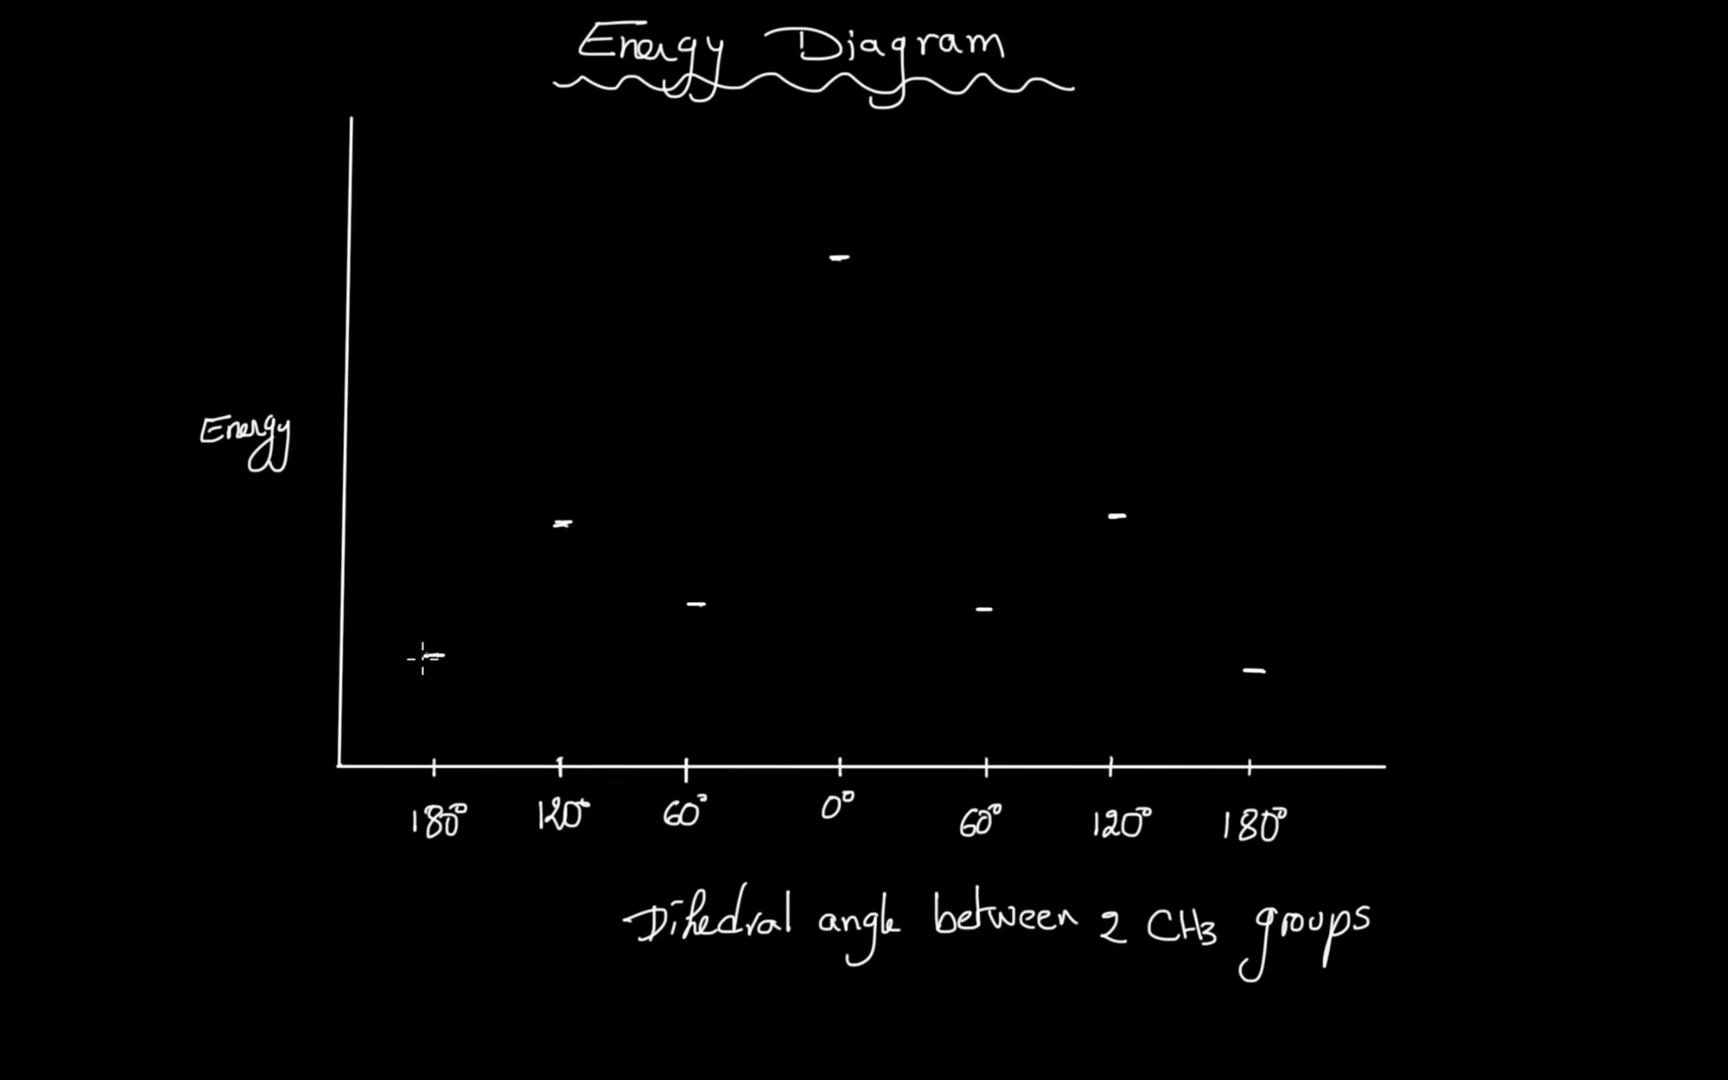 Energy Diagram
Energy
180° 120° 60° 0° 60° 120° 180°
Dihedral angle between 2 CH3 groups